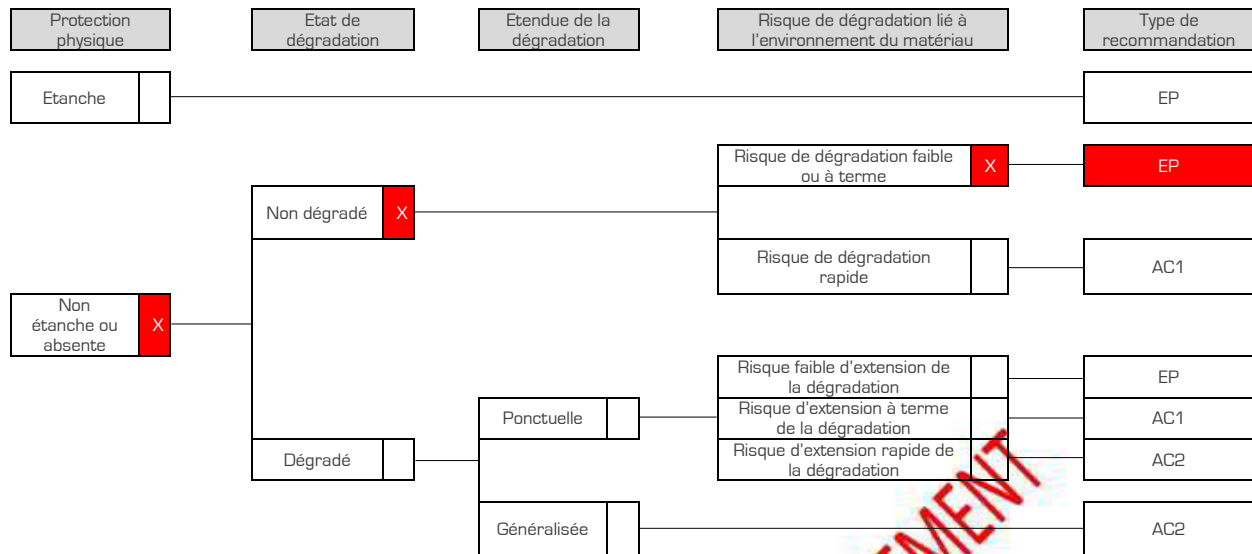 Protection
physique
Etat de
dégradation
Etendue de la
dégradation
Risque de dégradation lié à
l'environnement du matériau
Type de
recommandation
Etanche
EP
Risque de dégradation faible
ou à terme
X
EP
Non dégradé
X
Risque de dégradation
rapide
AC1
Non
étanche ou
absente
X
Risque faible d'extension de
la dégradation
EP
Ponctuelle
Risque d'extension à terme
de la dégradation
AC1
Dégradé
Risque d'extension rapide de
la dégradation
AC2
Généralisée
AC2